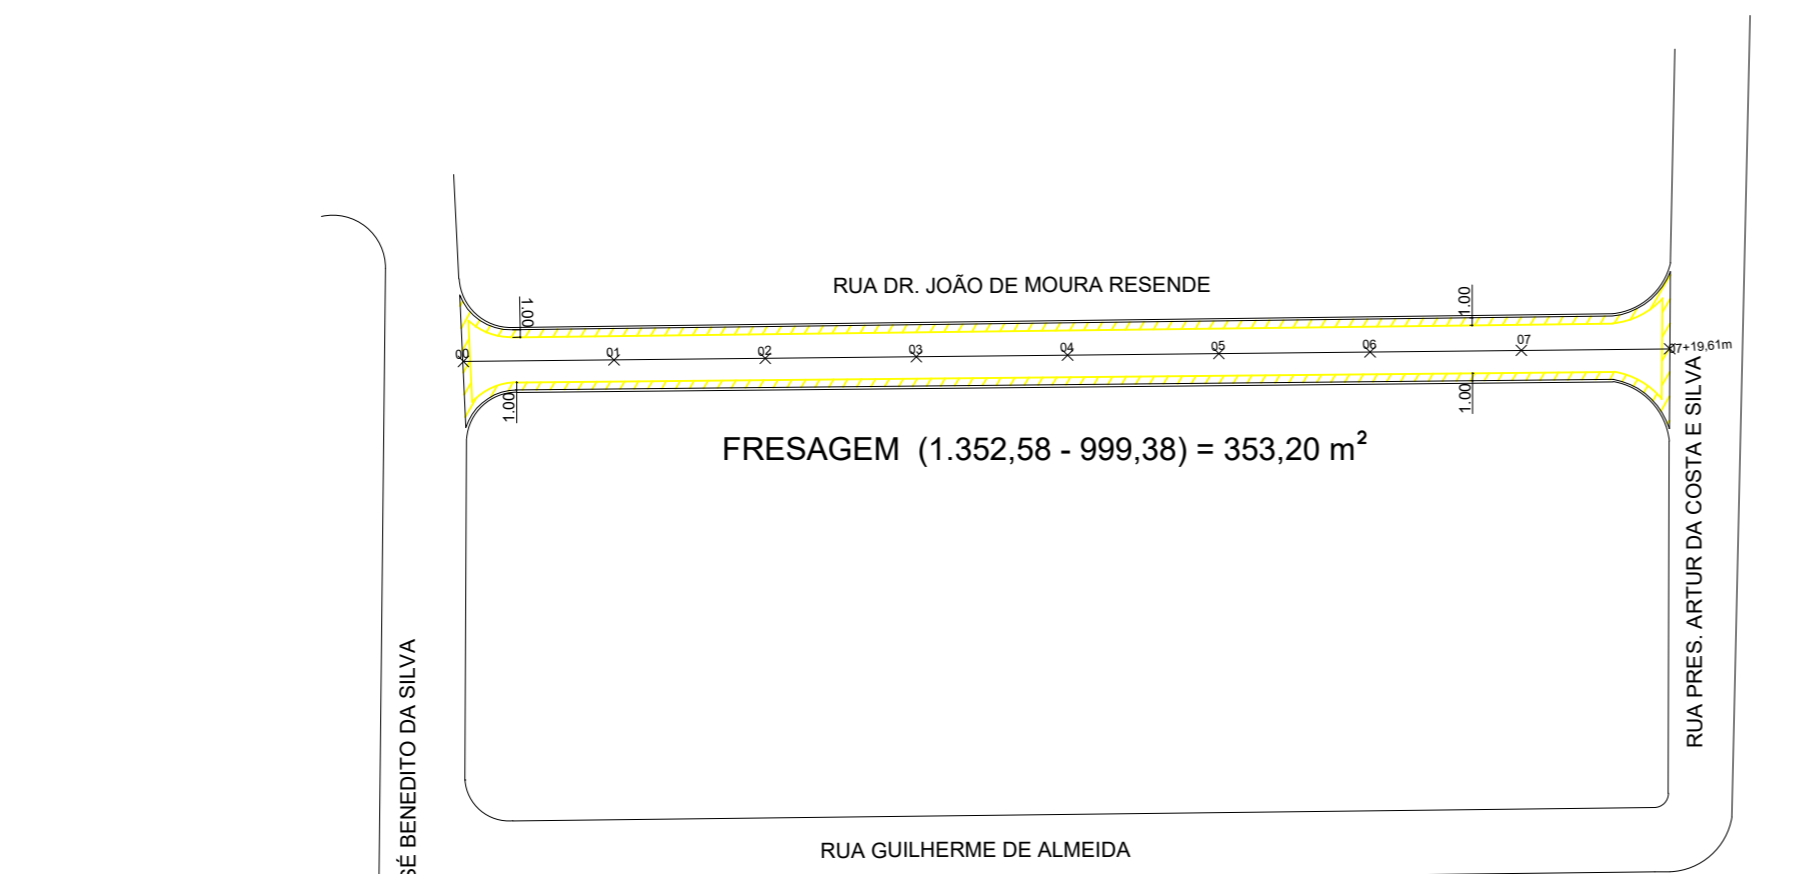 RUA DR. JOÃO DE MOURA RESENDE
1.00
1.00
00
01
02
03
04
05
06
07
07+19,61m
1.00
1.00
FRESAGEM (1.352,58 - 999,38) = 353,20 m²
RUA PRES. ARTUR DA COSTA E SILVA
SÉ BENEDITO DA SILVA
RUA GUILHERME DE ALMEIDA